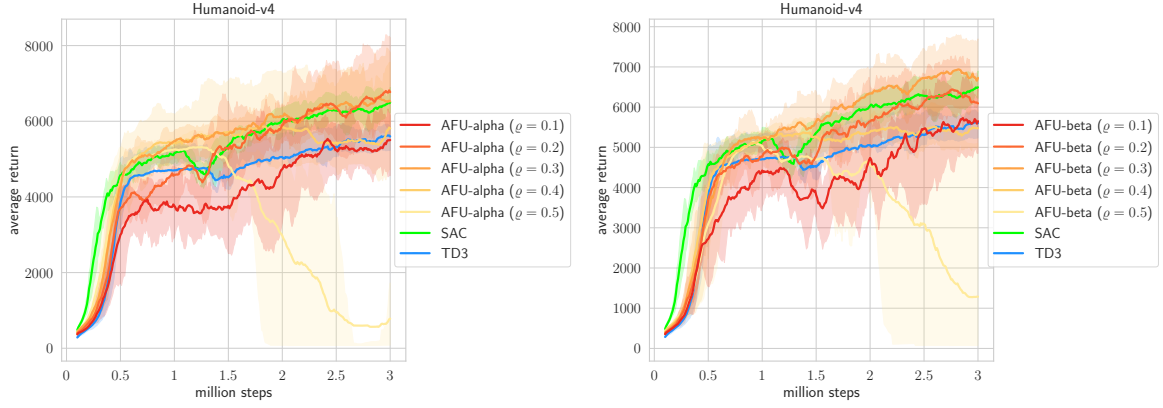 Humanoid-v4
average return
8000
6000
4000
2000
0
0
0.5
1
1.5
2
2.5
3
million steps
AFU-alpha (ϱ = 0.1)
AFU-alpha (ϱ = 0.2)
AFU-alpha (ϱ = 0.3)
AFU-alpha (ϱ = 0.4)
AFU-alpha (ϱ = 0.5)
SAC
TD3
Humanoid-v4
average return
8000
7000
6000
5000
4000
3000
2000
1000
0
0
0.5
1
1.5
2
2.5
3
million steps
AFU-beta (ϱ = 0.1)
AFU-beta (ϱ = 0.2)
AFU-beta (ϱ = 0.3)
AFU-beta (ϱ = 0.4)
AFU-beta (ϱ = 0.5)
SAC
TD3